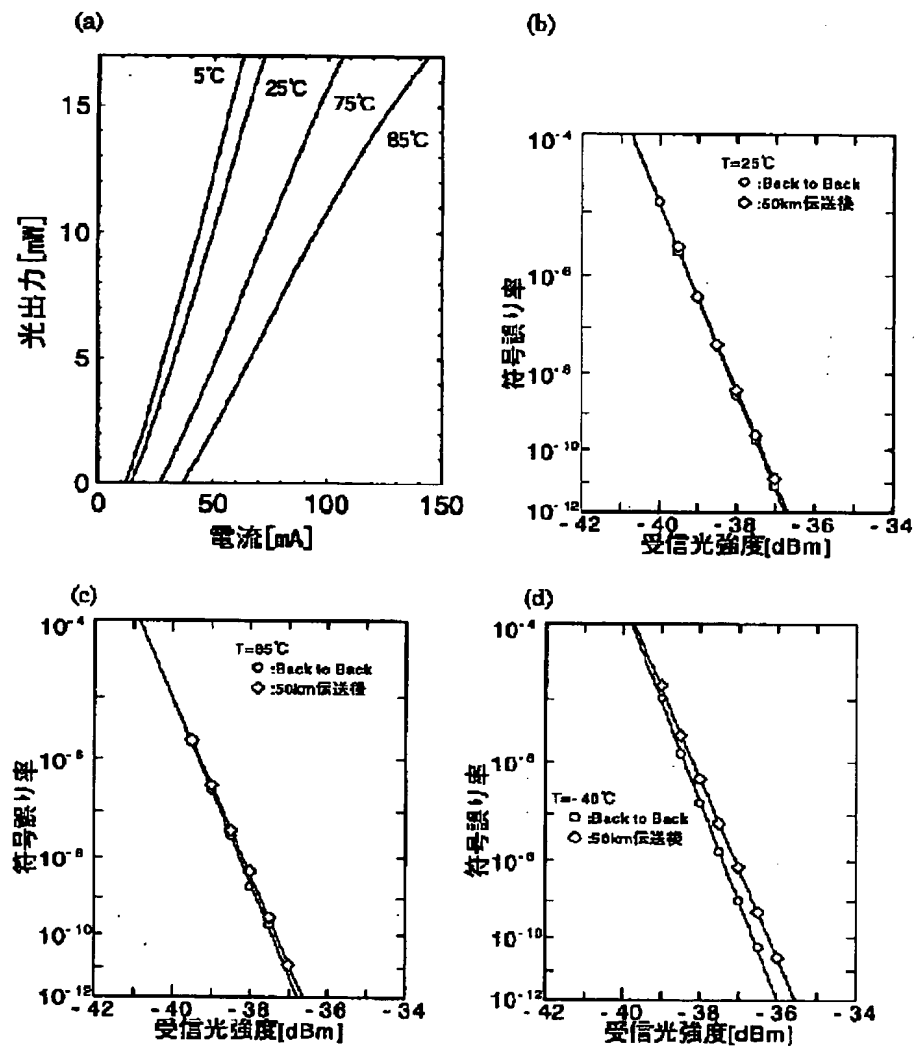 (a)
5℃
25℃
75℃
85℃
15
10
5
0
光出力[mW]
0
50
100
150
電流[mA]
(b)
T=25℃
:Back to Back
:50km伝送後
10-4
10-6
10-8
10-10
10-12
符号誤り率
-42
-40
-38
-36
-34
受信光強度[dBm]
(c)
T=85℃
:Back to Back
:50km伝送後
10-4
10-6
10-8
10-10
10-12
符号誤り率
-42
-40
-38
-36
-34
受信光強度[dBm]
(d)
T=-40℃
:Back to Back
:50km伝送後
10-4
10-6
10-8
10-10
10-12
符号誤り率
-42
-40
-38
-36
-34
受信光強度[dBm]